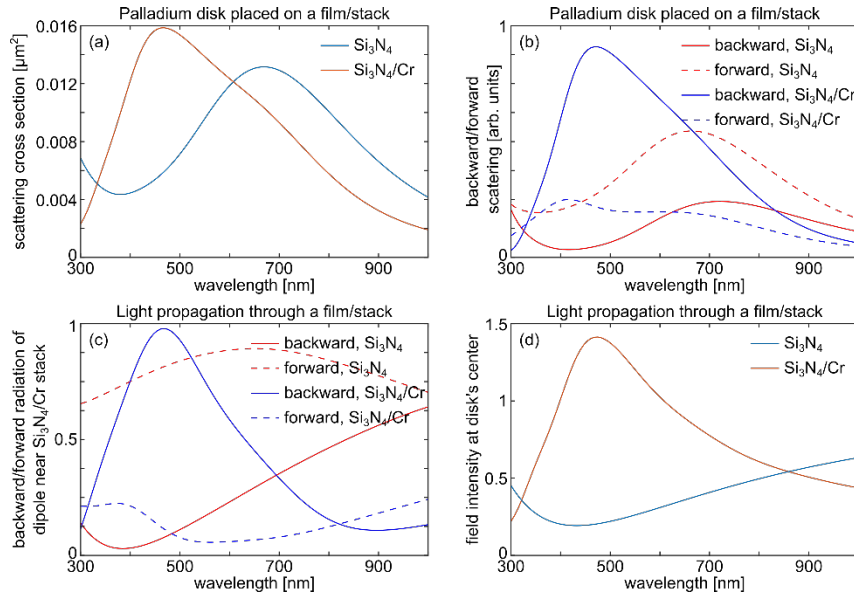 Palladium disk placed on a film/stack
(a)
Si₃N₄
Si₃N₄/Cr
scattering cross section [μm²]
0.016
0.012
0.008
0.004
0
300
500
700
900
wavelength [nm]
Palladium disk placed on a film/stack
(b)
backward, Si₃N₄
forward, Si₃N₄
backward, Si₃N₄/Cr
forward, Si₃N₄/Cr
backward/forward
scatering [arb. units]
1
0.5
0
300
500
700
900
wavelength [nm]
Light propagation through a film/stack
(c)
backward, Si₃N₄
forward, Si₃N₄
backward, Si₃N₄/Cr
forward, Si₃N₄/Cr
backward/forward radiation of
dipole near Si₃N₄/Cr stack
1
0.5
0
300
500
700
900
wavelength [nm]
Light propagation through a film/stack
(d)
Si₃N₄
Si₃N₄/Cr
field intensity at disk's center
1.5
1
0.5
0
300
500
700
900
wavelength [nm]